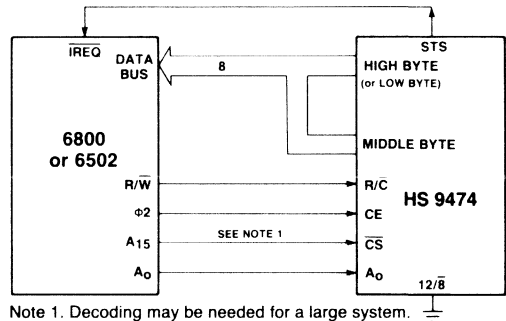 IREQ
STS
DATA
BUS
8
HIGH BYTE
(or LOW BYTE)
6800
or 6502
MIDDLE BYTE
R/W̅
R/C̅
HS 9474
Φ2
CE
A15
SEE NOTE 1
C̅S̅
A0
A0
12/8̅
Note 1. Decoding may be needed for a large system.